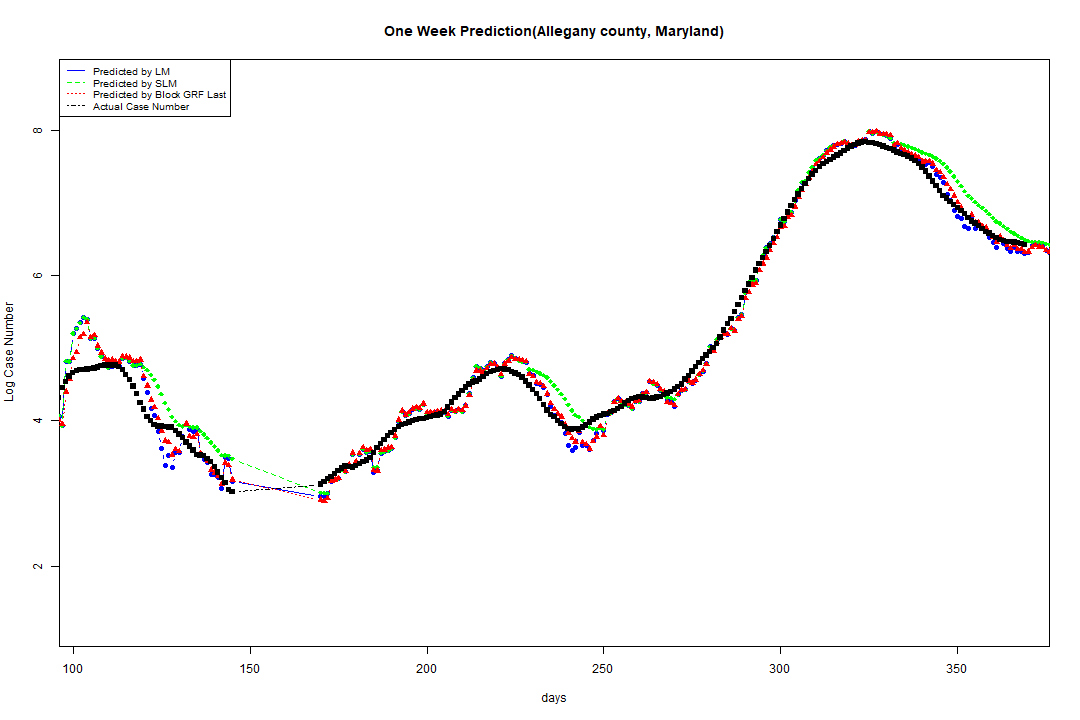 One Week Prediction(Allegany county, Maryland)
Predicted by LM
Predicted by SLM
Predicted by Block GRF Last
Actual Case Number
Log Case Number
8
6
4
2
100 150 200 250 300 350
days